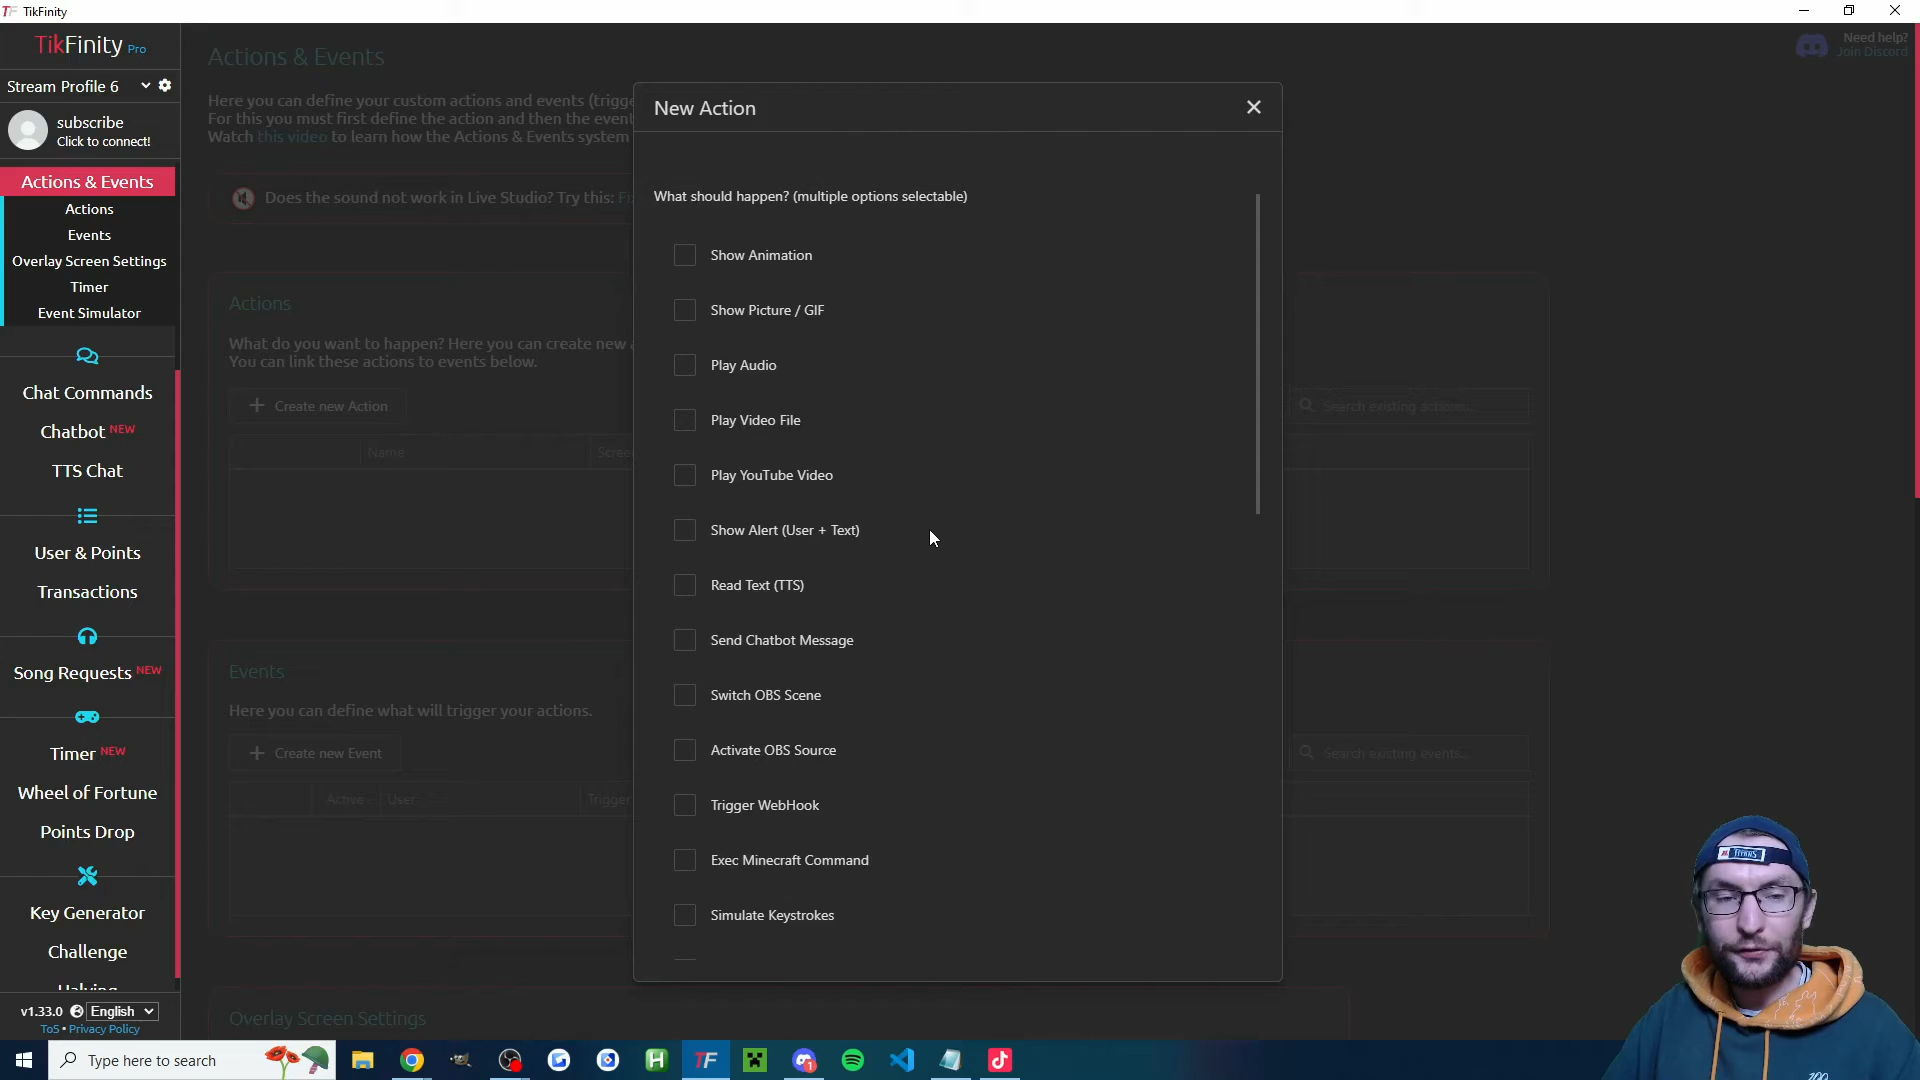 TF TikFinity
TikFinity Pro
Stream Profile 6
subscribe
Click to connect!
Actions & Events
Actions
Events
Overlay Screen Settings
Timer
Event Simulator
Chat Commands
Chatbot NEW
TTS Chat
User & Points
Transactions
Song Requests NEW
Timer NEW
Wheel of Fortune
Points Drop
Key Generator
Challenge
Halving
v1.33.0 English
ToS • Privacy Policy
Actions & Events
Here you can define your custom actions and events (trigge
For this you must first define the action and then the event
Watch this video to learn how the Actions & Events system
Does the sound not work in Live Studio? Try this: Fi
Need help?
Join Discord
Actions
What do you want to happen? Here you can create new a
You can link these actions to events below.
+ Create new Action
Search existing actions...
Name
Scree
Events
Here you can define what will trigger your actions.
+ Create new Event
Search existing events...
Active
User
Trigger
Overlay Screen Settings
New Action
What should happen? (multiple options selectable)
Show Animation
Show Picture / GIF
Play Audio
Play Video File
Play YouTube Video
Show Alert (User + Text)
Read Text (TTS)
Send Chatbot Message
Switch OBS Scene
Activate OBS Source
Trigger WebHook
Exec Minecraft Command
Simulate Keystrokes
Type here to search
H
TF
1